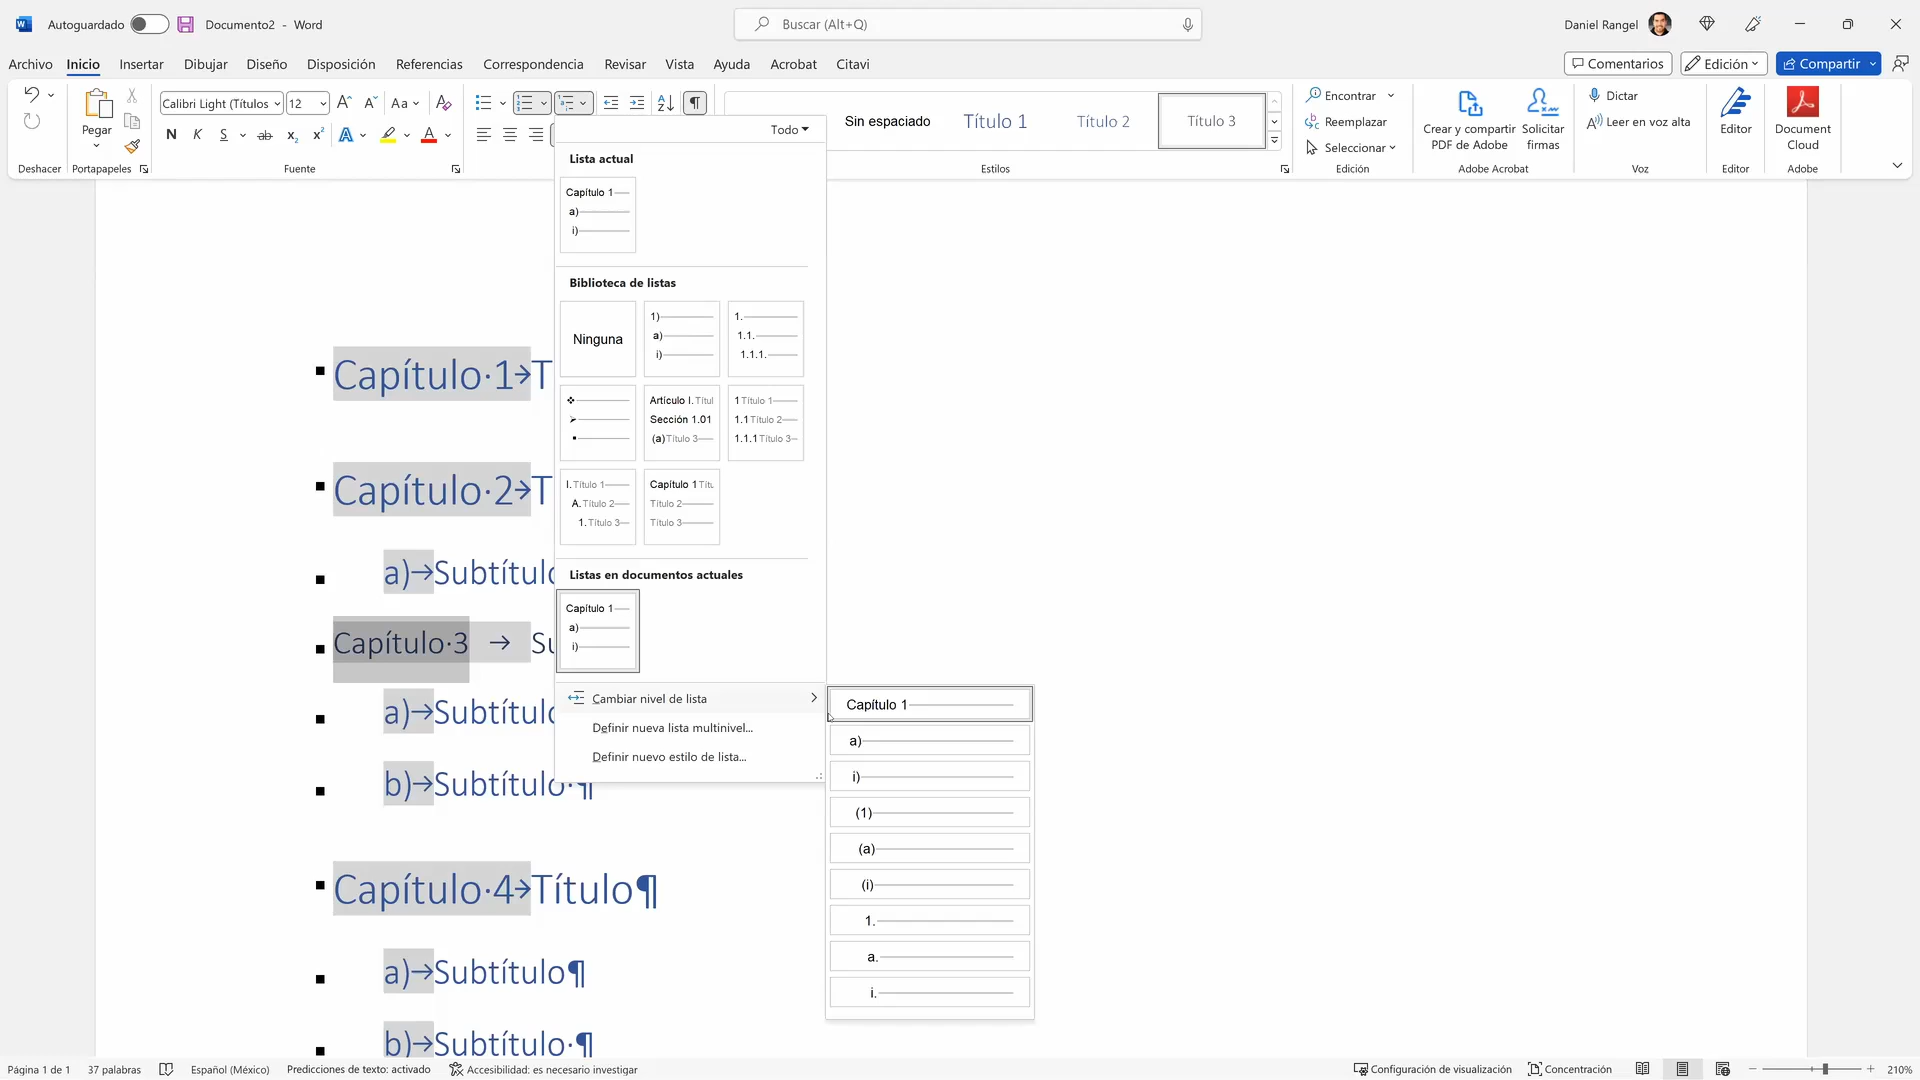 Autoguardado Documento2 - Word
Buscar (Alt+Q)
Daniel Rangel
Archivo Inicio Insertar Dibujar Diseño Disposición Referencias Correspondencia Revisar Vista Ayuda Acrobat Citavi
Comentarios Edición Compartir
Deshacer
Pegar
Portapapeles
Calibri Light (Títulos 12
Aa
N K S ab x₂ x² A A
Fuente
Sin espaciado Título 1 Título 2 Título 3
Estilos
Encontrar
Reemplazar
Seleccionar
Edición
Crear y compartir
PDF de Adobe
Solicitar
firmas
Adobe Acrobat
Dictar
Leer en voz alta
Voz
Editor
Editor
Document
Cloud
Adobe
Todo
Lista actual
Capítulo 1
a)
i)
Biblioteca de listas
Ninguna
1)
a)
i)
1.
1.1.
1.1.1.
Artículo I. Títul
Sección 1.01
(a) Título 3
1 Título 1
1.1 Título 2
1.1.1 Título 3
I. Título 1
A. Título 2
1. Título 3
Capítulo 1 Títu
Título 2
Título 3
Listas en documentos actuales
Capítulo 1
a)
i)
Cambiar nivel de lista
Definir nueva lista multinivel...
Definir nuevo estilo de lista...
Capítulo 1
a)
i)
(1)
(a)
(i)
1.
a.
i.
Capítulo·1→T
Capítulo·2→T
a)→Subtítulo
Capítulo·3 → Su
a)→Subtítulo
b)→Subtítulo·¶
Capítulo·4→Título¶
a)→Subtítulo¶
b)→Subtítulo·¶
Página 1 de 1 37 palabras Español (México) Predicciones de texto: activado Accesibilidad: es necesario investigar
Configuración de visualización Concentración 210%